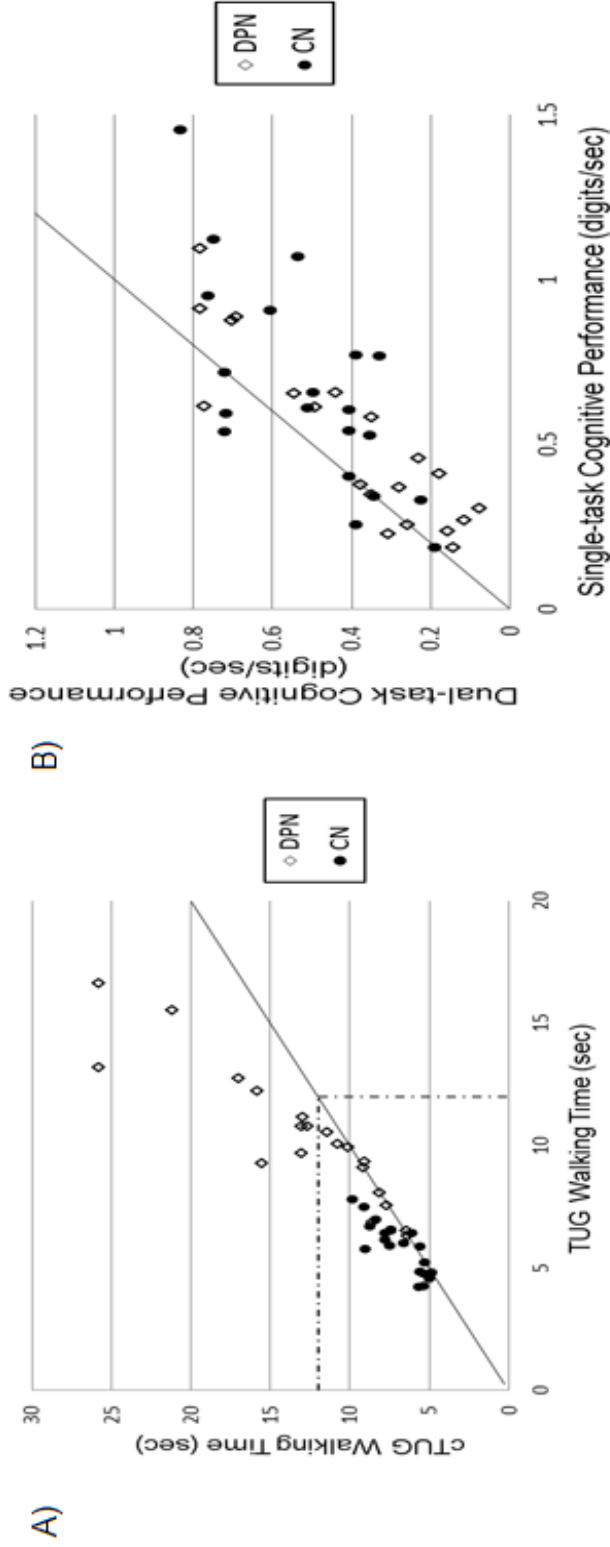 A)
cTUG Walking Time (sec)
30
25
20
15
10
5
0
0
5
10
15
20
TUG Walking Time (sec)
DPN
CN
B)
Dual-task Cognitive Performance
(digits/sec)
1.2
1
0.8
0.6
0.4
0.2
0
0
0.5
1
1.5
Single-task Cognitive Performance (digits/sec)
DPN
CN